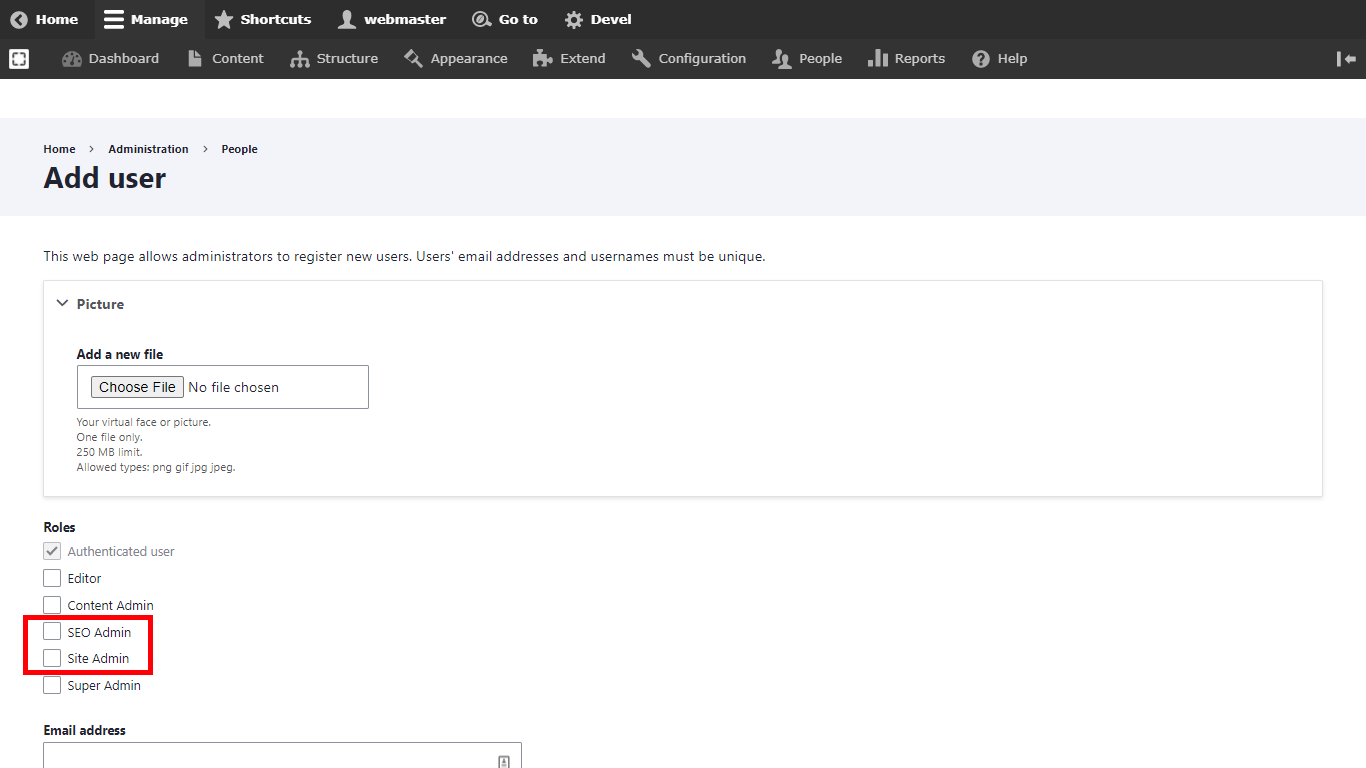 Home Manage Shortcuts webmaster Go to Devel
Dashboard Content Structure Appearance Extend Configuration People Reports Help
Home > Administration > People
Add user
This web page allows administrators to register new users. Users' email addresses and usernames must be unique.
Picture
Add a new file
Choose File No file chosen
Your virtual face or picture.
One file only.
250 MB limit.
Allowed types: png gif jpg jpeg.
Roles
Authenticated user
Editor
Content Admin
SEO Admin
Site Admin
Super Admin
Email address